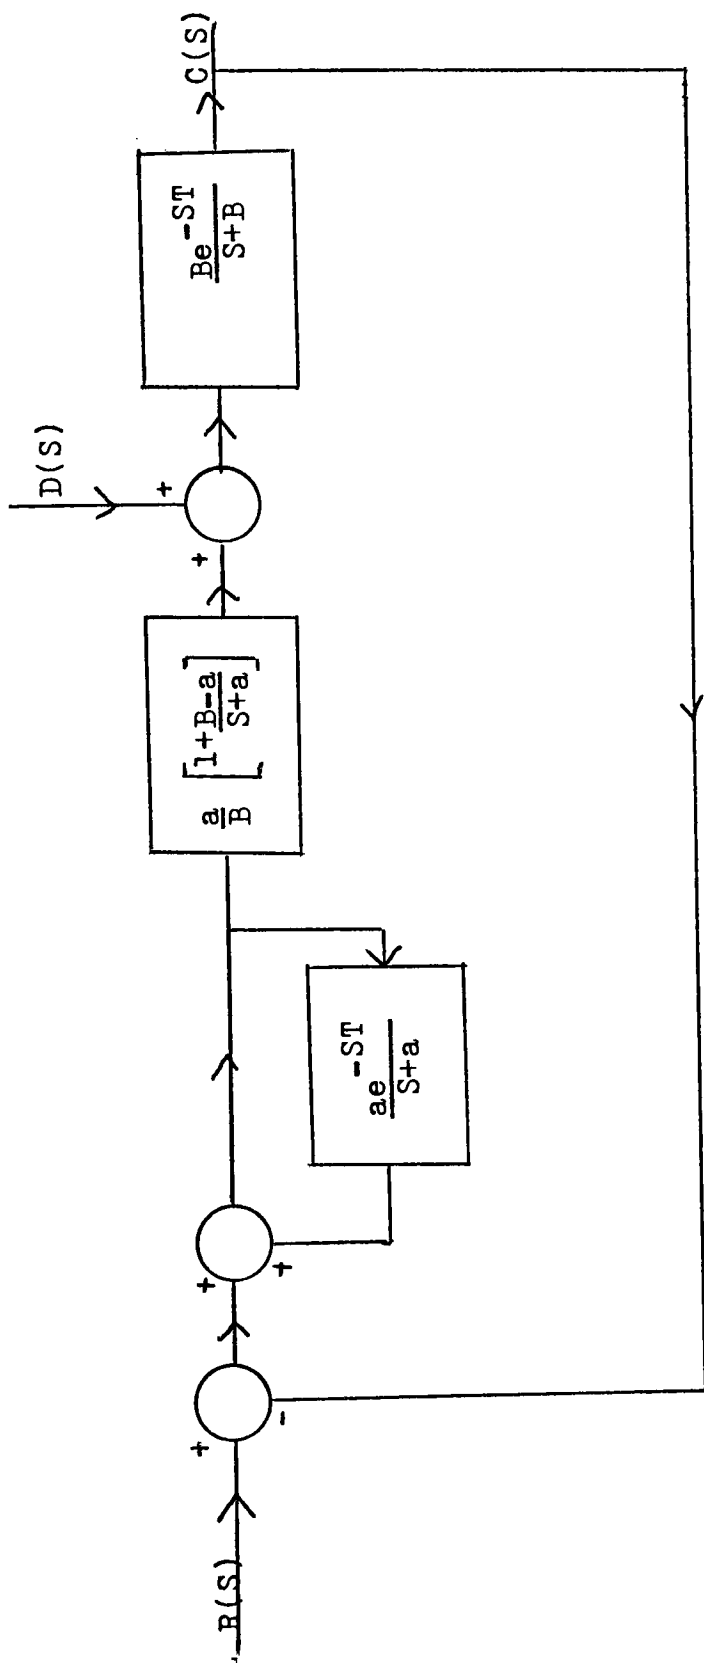 R(S)
+
-
+
+
ae^-ST
S+a
a
B
[1+B-a]
S+a
+
+
D(S)
Be^-ST
S+B
C(S)